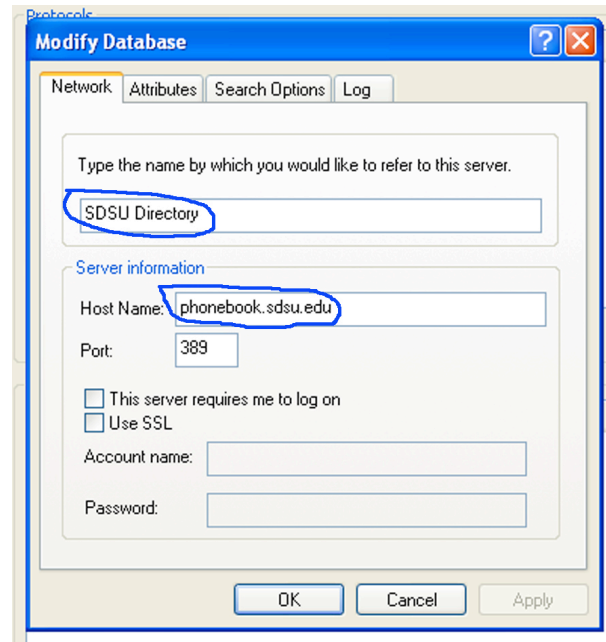 Protocols
Modify Database
Network Attributes Search Options Log
Type the name by which you would like to refer to this server.
SDSU Directory
Server information
Host Name: phonebook.sdsu.edu
Port: 389
This server requires me to log on
Use SSL
Account name:
Password:
OK Cancel Apply